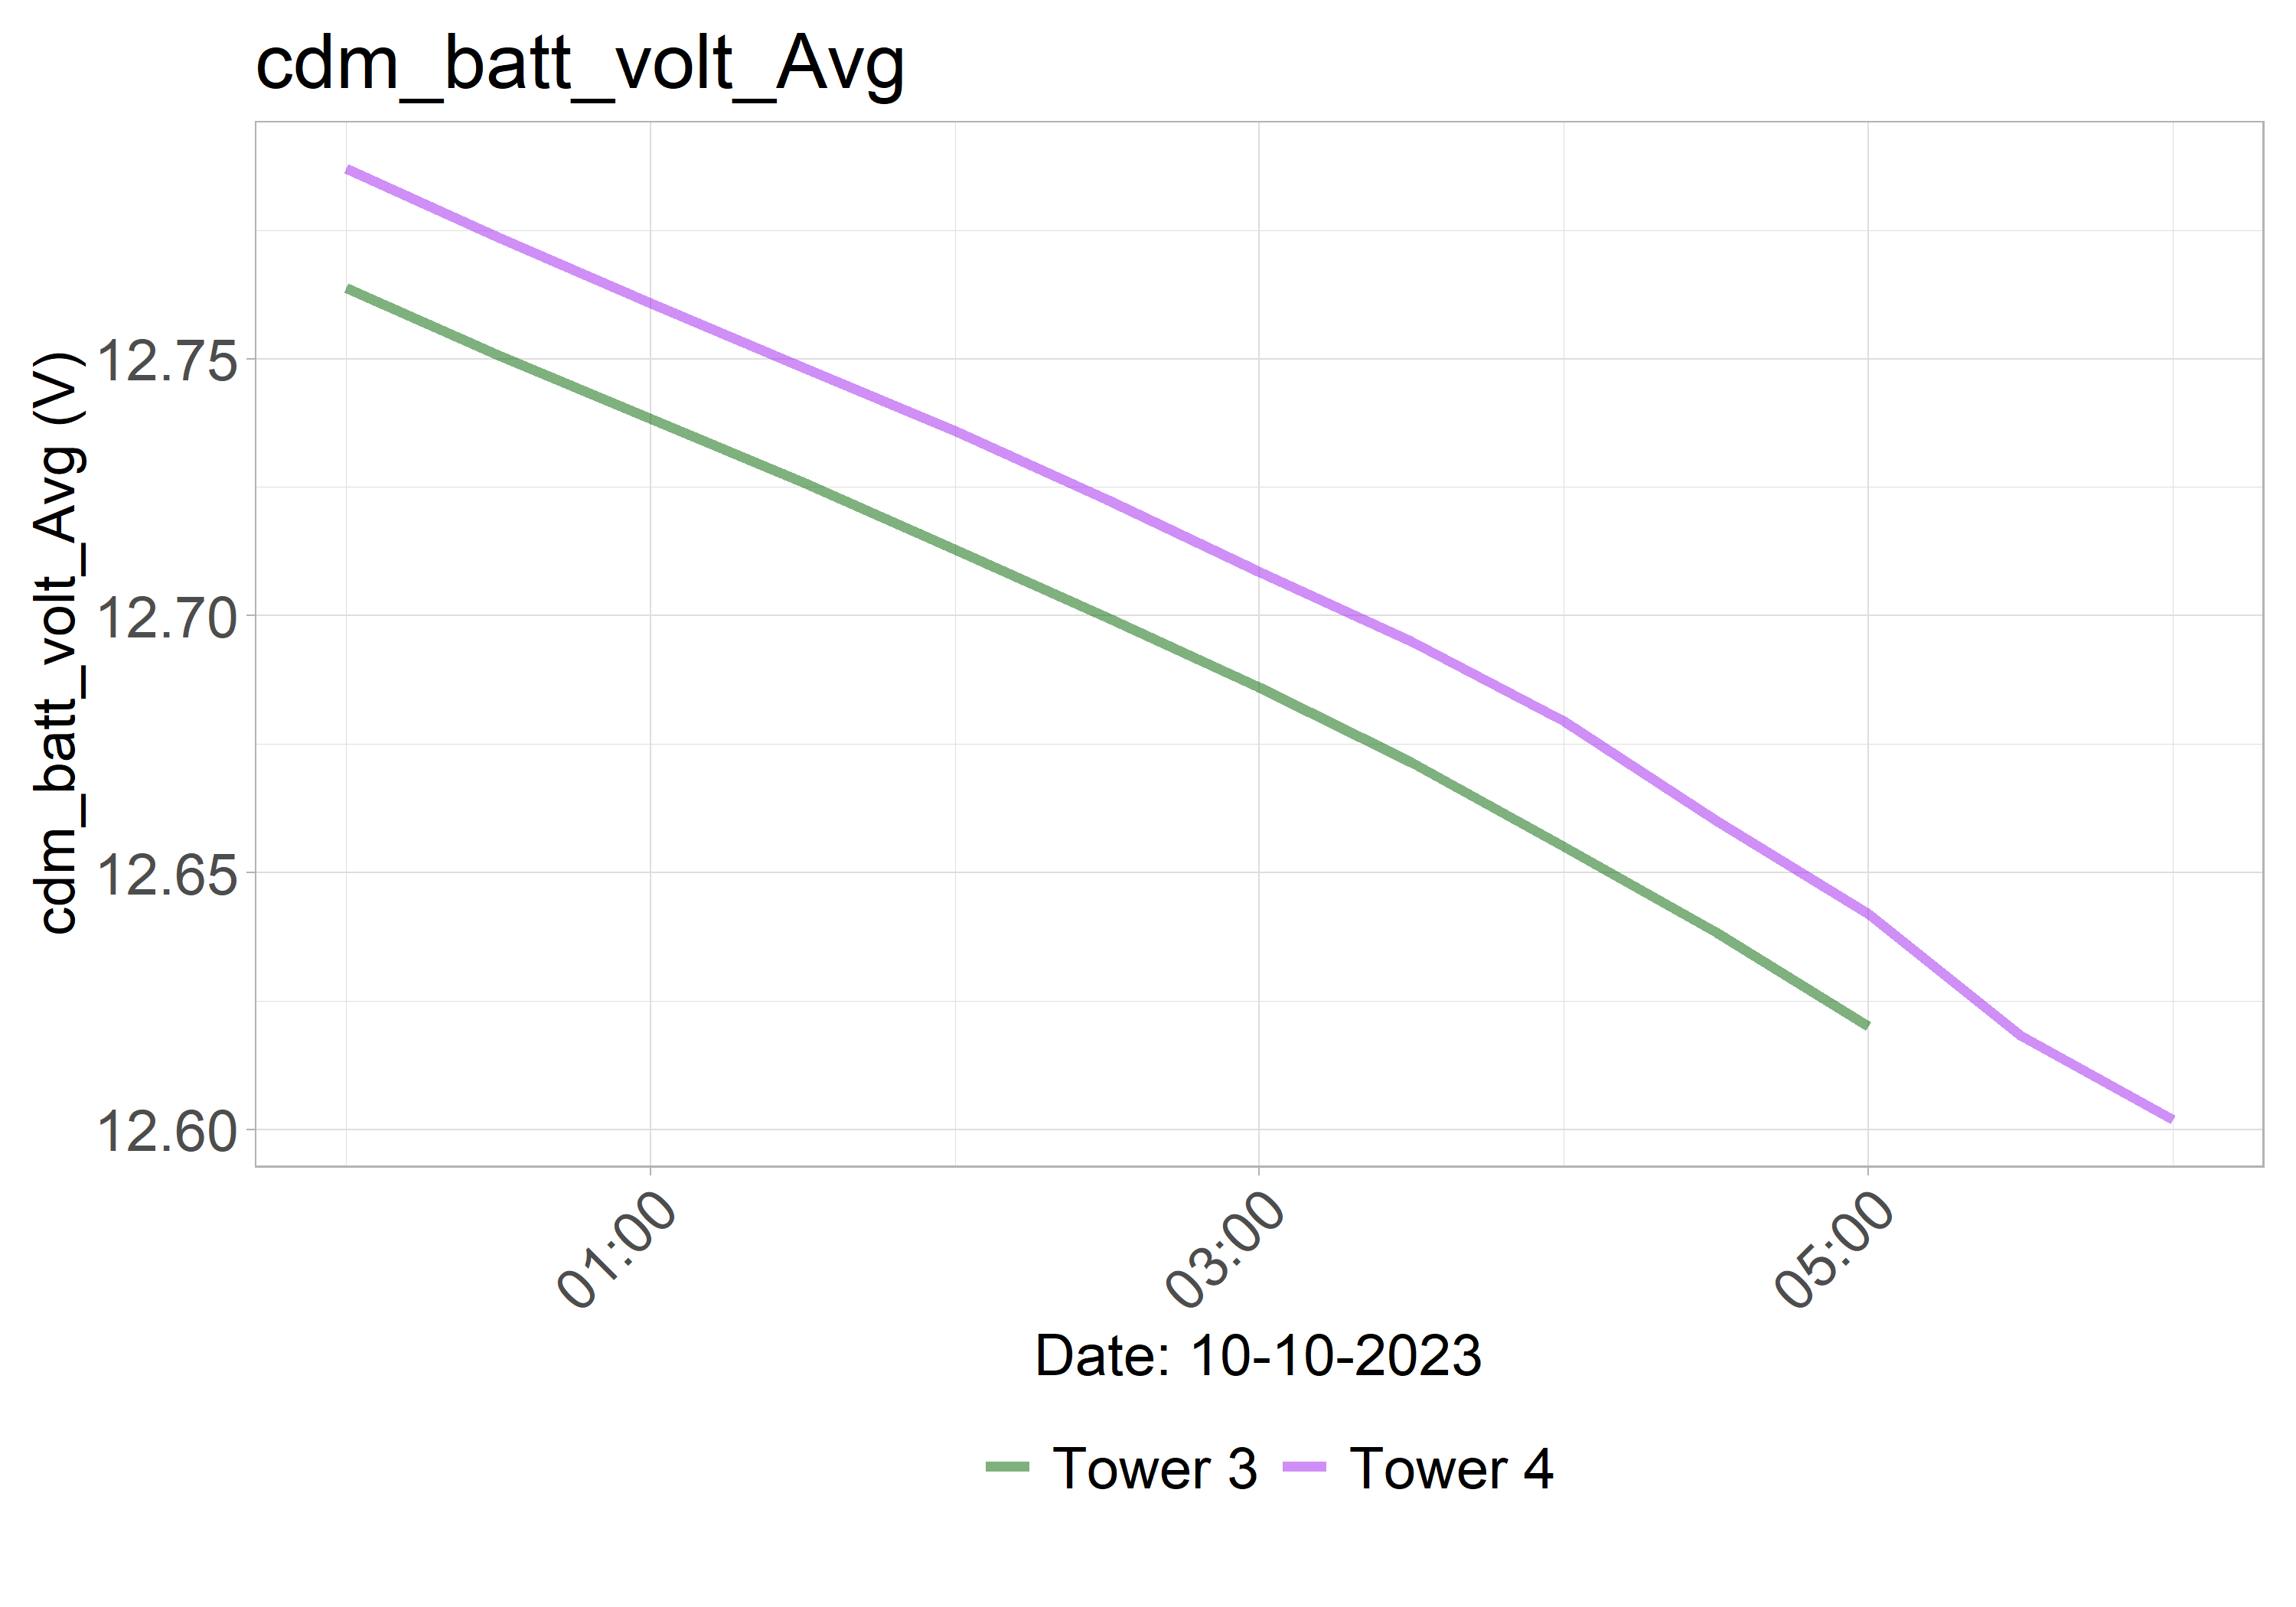 cdm_batt_volt_Avg
cdm_batt_volt_Avg (V)
12.75
12.70
12.65
12.60
01:00
03:00
05:00
Date: 10-10-2023
Tower 3
Tower 4